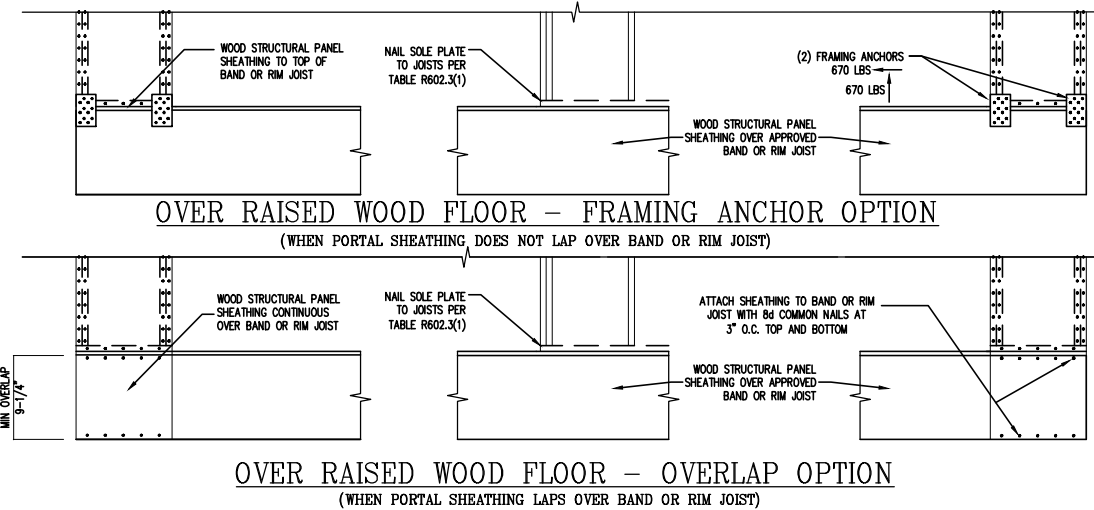 WOOD STRUCTURAL PANEL
SHEATHING TO TOP OF
BAND OR RIM JOIST
NAIL SOLE PLATE
TO JOISTS PER
TABLE R602.3(1)
(2) FRAMING ANCHORS
670 LBS
670 LBS
WOOD STRUCTURAL PANEL
SHEATHING OVER APPROVED
BAND OR RIM JOIST
OVER RAISED WOOD FLOOR - FRAMING ANCHOR OPTION
(WHEN PORTAL SHEATHING DOES NOT LAP OVER BAND OR RIM JOIST)
WOOD STRUCTURAL PANEL
SHEATHING CONTINUOUS
OVER BAND OR RIM JOIST
NAIL SOLE PLATE
TO JOISTS PER
TABLE R602.3(1)
ATTACH SHEATHING TO BAND OR RIM
JOIST WITH 8d COMMON NAILS AT
3" O.C. TOP AND BOTTOM
MIN OVERLAP
9-1/4"
WOOD STRUCTURAL PANEL
SHEATHING OVER APPROVED
BAND OR RIM JOIST
OVER RAISED WOOD FLOOR - OVERLAP OPTION
(WHEN PORTAL SHEATHING LAPS OVER BAND OR RIM JOIST)